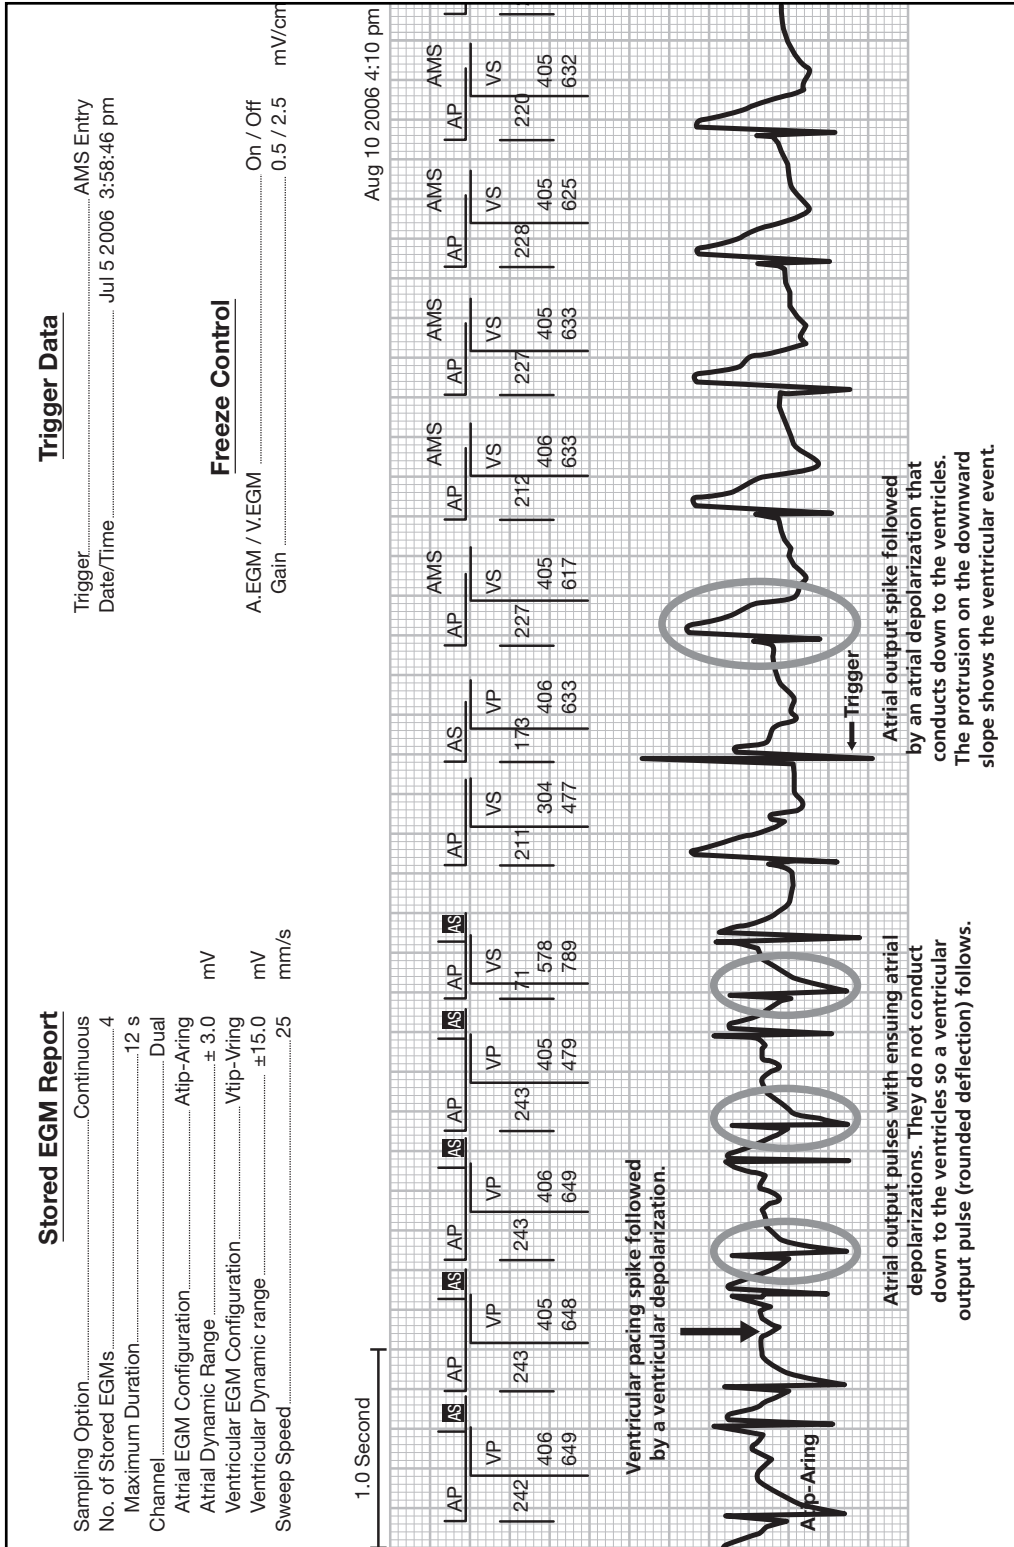 Stored EGM Report
Sampling Option Continuous
No. of Stored EGMs 4
Maximum Duration 12 s
Channel Dual
Atrial EGM Configuration Atip-Aring
Atrial Dynamic Range ± 3.0 mV
Ventricular EGM Configuration Vtip-Vring
Ventricular Dynamic range ±15.0 mV
Sweep Speed 25 mm/s
Trigger Data
Trigger AMS Entry
Date/Time Jul 5 2006 3:58:46 pm
Freeze Control
A.EGM / V.EGM On / Off
Gain 0.5 / 2.5 mV/cm
1.0 Second
Aug 10 2006 4:10 pm
AS AS AS AS AS AMS AMS AMS AMS AMS
AP AP AP AP AP AP AS AP AP AP AP AP
VP VP VP VP VS VS VP VS VS VS VS VS
242 243 243 243 71 211 173 227 212 227 228 220
406 405 406 405 578 304 406 405 406 405 405 405
649 648 649 479 789 477 633 617 633 633 625 632
Ventricular pacing spike followed
by a ventricular depolarization.
Atip-Aring
Trigger
Atrial output pulses with ensuing atrial
depolarizations. They do not conduct
down to the ventricles so a ventricular
output pulse (rounded deflection) follows.
Atrial output spike followed
by an atrial depolarization that
conducts down to the ventricles.
The protrusion on the downward
slope shows the ventricular event.